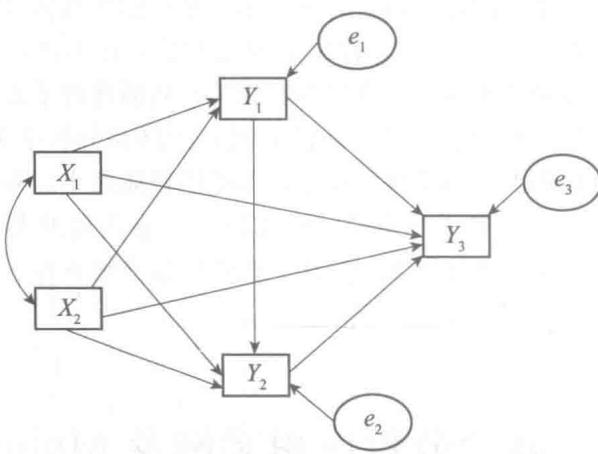 e₁
Y₁
X₁
e₃
Y₃
X₂
Y₂
e₂